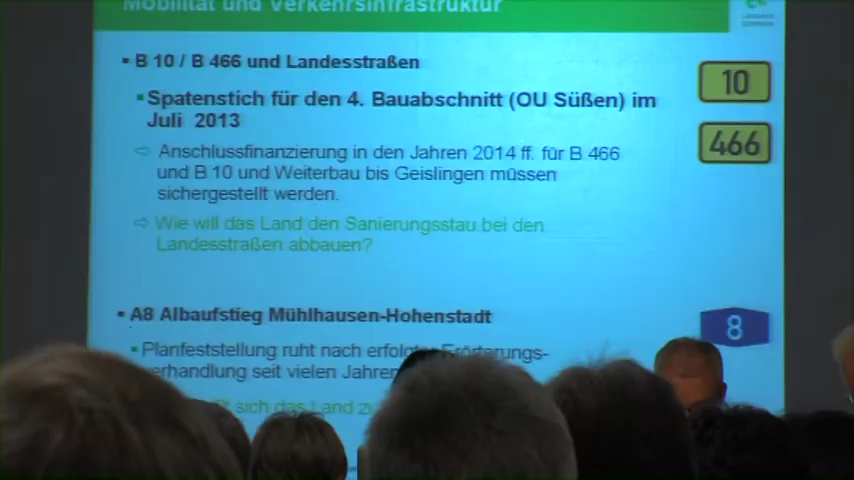 Mobilität und Verkehrsinfrastruktur
▪ B 10 / B 466 und Landesstraßen
10
▪ Spatenstich für den 4. Bauabschnitt (OU Süßen) im
Juli 2013
466
⇨ Anschlussfinanzierung in den Jahren 2014 ff. für B 466
und B 10 und Weiterbau bis Geislingen müssen
sichergestellt werden.
⇨ Wie will das Land den Sanierungsstau bei den
Landesstraßen abbauen?
▪ A8 Albaufstieg Mühlhausen-Hohenstadt
8
▪ Planfeststellung ruht nach erfolgter Erörterungs-
verhandlung seit vielen Jahren
sich das Land